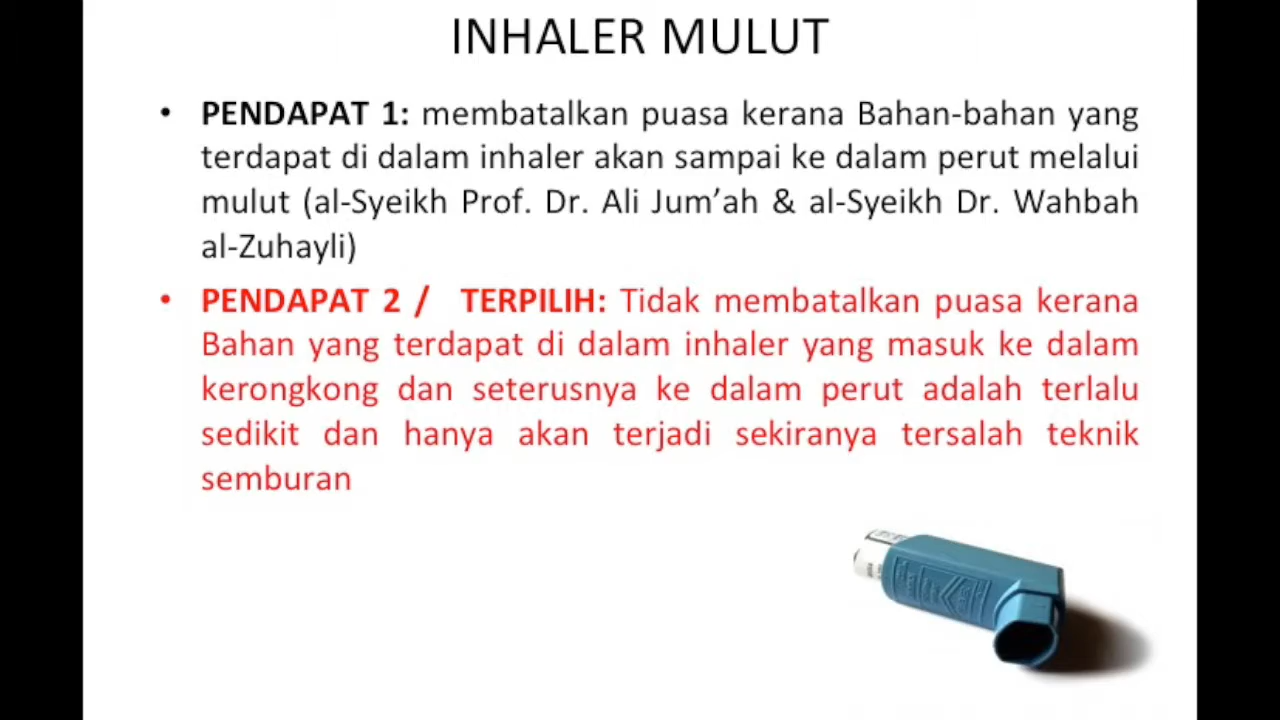 INHALER MULUT
• PENDAPAT 1: membatalkan puasa kerana Bahan-bahan yang
terdapat di dalam inhaler akan sampai ke dalam perut melalui
mulut (al-Syeikh Prof. Dr. Ali Jum’ah & al-Syeikh Dr. Wahbah
al-Zuhayli)
• PENDAPAT 2 / TERPILIH: Tidak membatalkan puasa kerana
Bahan yang terdapat di dalam inhaler yang masuk ke dalam
kerongkong dan seterusnya ke dalam perut adalah terlalu
sedikit dan hanya akan terjadi sekiranya tersalah teknik
semburan